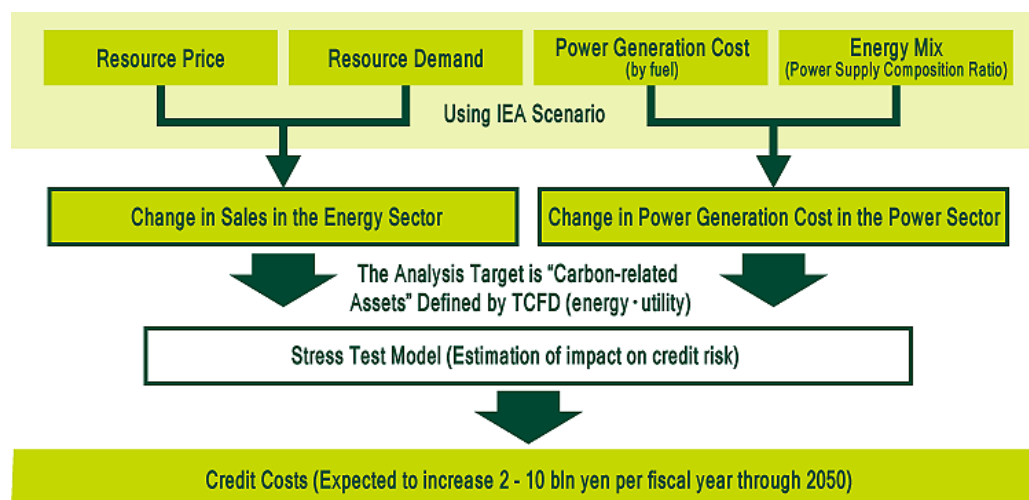 Resource Price
Resource Demand
Power Generation Cost
(by fuel)
Energy Mix
(Power Supply Composition Ratio)
Using IEA Scenario
Change in Sales in the Energy Sector
Change in Power Generation Cost in the Power Sector
The Analysis Target is “Carbon-related
Assets” Defined by TCFD (energy・utility)
Stress Test Model (Estimation of impact on credit risk)
Credit Costs (Expected to increase 2 - 10 bln yen per fiscal year through 2050)